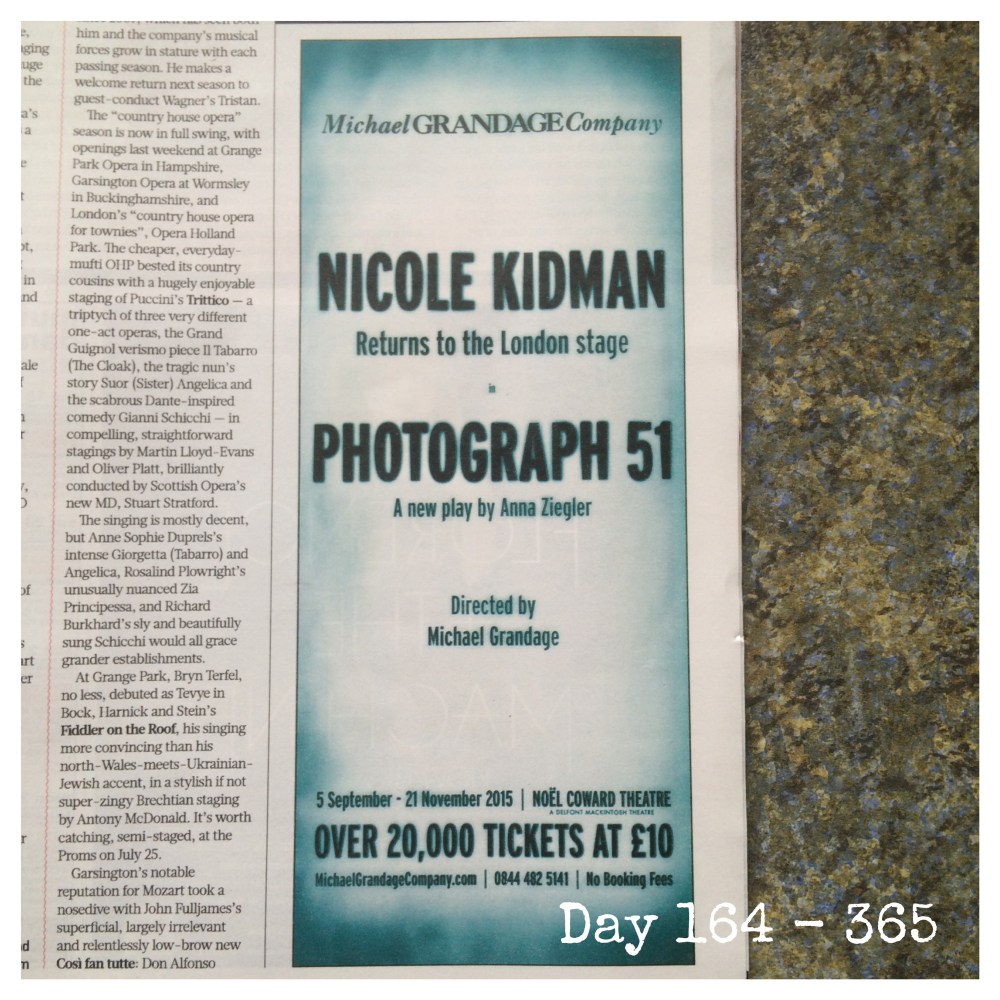 e,
ging
uge
the
a's
a
e
t
ot,
in
nd
ale
f
n
r
v,
O
of
s
art
er
r
nd
m
him and the company's musical
forces grow in stature with each
passing season. He makes a
welcome return next season to
guest-conduct Wagner's Tristan.
The “country house opera”
season is now in full swing, with
openings last weekend at Grange
Park Opera in Hampshire,
Garsington Opera at Wormsley
in Buckinghamshire, and
London's “country house opera
for townies”, Opera Holland
Park. The cheaper, everyday-
mufti OHP bested its country
cousins with a hugely enjoyable
staging of Puccini's Trittico — a
triptych of three very different
one-act operas, the Grand
Guignol verismo piece Il Tabarro
(The Cloak), the tragic nun's
story Suor (Sister) Angelica and
the scabrous Dante-inspired
comedy Gianni Schicchi — in
compelling, straightforward
stagings by Martin Lloyd-Evans
and Oliver Platt, brilliantly
conducted by Scottish Opera's
new MD, Stuart Stratford.
The singing is mostly decent,
but Anne Sophie Duprels's
intense Giorgetta (Tabarro) and
Angelica, Rosalind Plowright's
unusually nuanced Zia
Principessa, and Richard
Burkhard's sly and beautifully
sung Schicchi would all grace
grander establishments.
At Grange Park, Bryn Terfel,
no less, debuted as Tevye in
Bock, Harnick and Stein's
Fiddler on the Roof, his singing
more convincing than his
north-Wales-meets-Ukrainian-
Jewish accent, in a stylish if not
super-zingy Brechtian staging
by Antony McDonald. It's worth
catching, semi-staged, at the
Proms on July 25.
Garsington's notable
reputation for Mozart took a
nosedive with John Fulljames's
superficial, largely irrelevant
and relentlessly low-brow new
Così fan tutte: Don Alfonso
Michael GRANDAGE Company
NICOLE KIDMAN
Returns to the London stage
in
PHOTOGRAPH 51
A new play by Anna Ziegler
Directed by
Michael Grandage
5 September - 21 November 2015 | NOËL COWARD THEATRE
A DELFONT MACKINTOSH THEATRE
OVER 20,000 TICKETS AT £10
MichaelGrandageCompany.com | 0844 482 5141 | No Booking Fees
Day 164 - 365